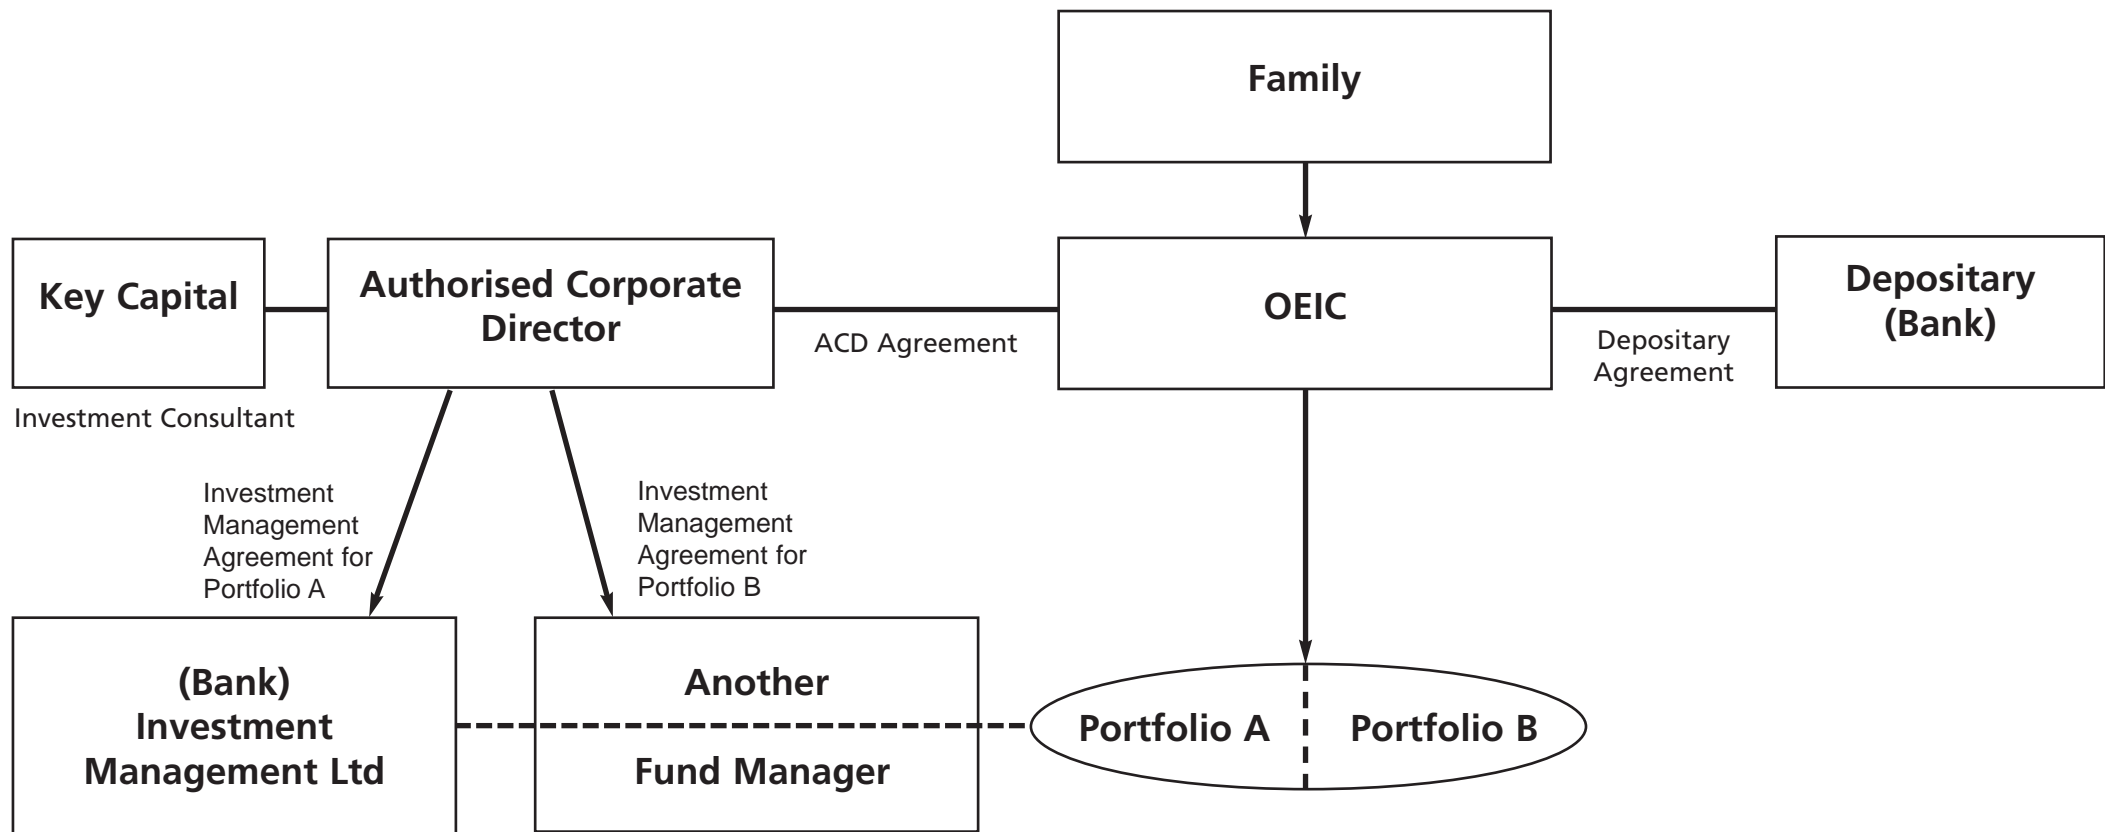 Family
Key Capital
Authorised Corporate
Director
ACD Agreement
OEIC
Depositary
Agreement
Depositary
(Bank)
Investment Consultant
Investment
Management
Agreement for
Portfolio A
Investment
Management
Agreement for
Portfolio B
(Bank)
Investment
Management Ltd
Another
Fund Manager
Portfolio A
Portfolio B